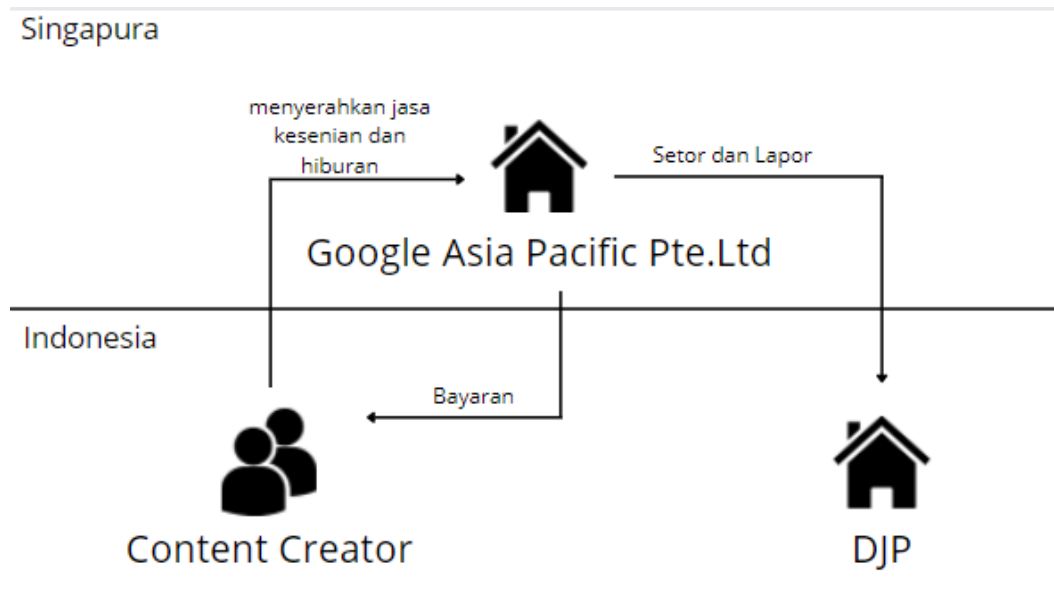 Singapura
menyerahkan jasa
kesenian dan
hiburan
Setor dan Lapor
Google Asia Pacific Pte.Ltd
Indonesia
Bayaran
Content Creator
DJP